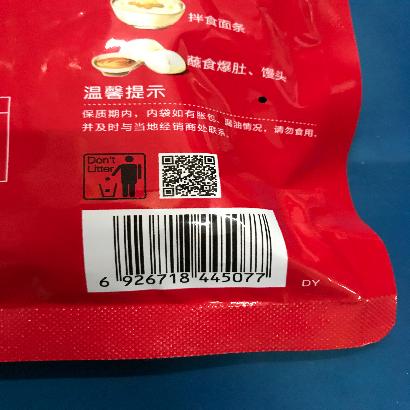 拌食面条
蘸食爆肚、馒头
温馨提示
保质期内，内袋如有胀包、漏油情况，请勿食用，
并及时与当地经销商处联系。
Don't
Litter
6 926718 445077
DY